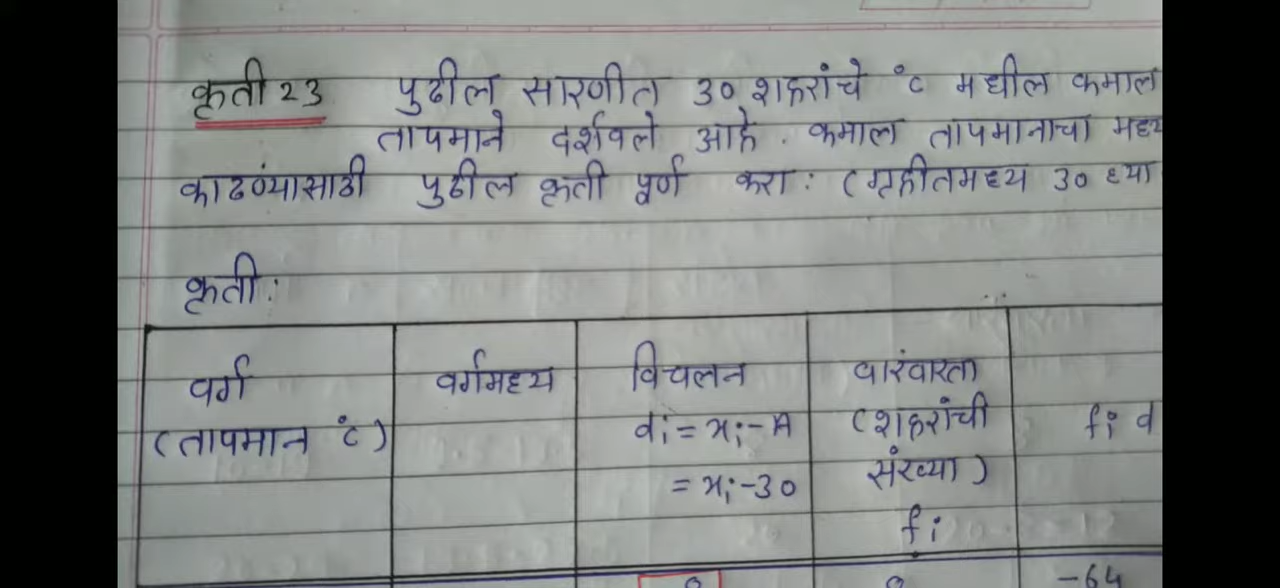 कृती 23 पुढील सारणीत 30 शहरांचे °c मधील कमाल
तापमाने दर्शवले आहे. कमाल तापमानाचा मध्य
काढण्यासाठी पुढील कृती पूर्ण करा: (गृहीतमध्य 30 घ्या
कृती:
वर्ग वर्गमध्य विचलन वारंवारता
(तापमान °c) di = xi - A (शहरांची fi d
= xi - 30 संख्या)
fi
-64